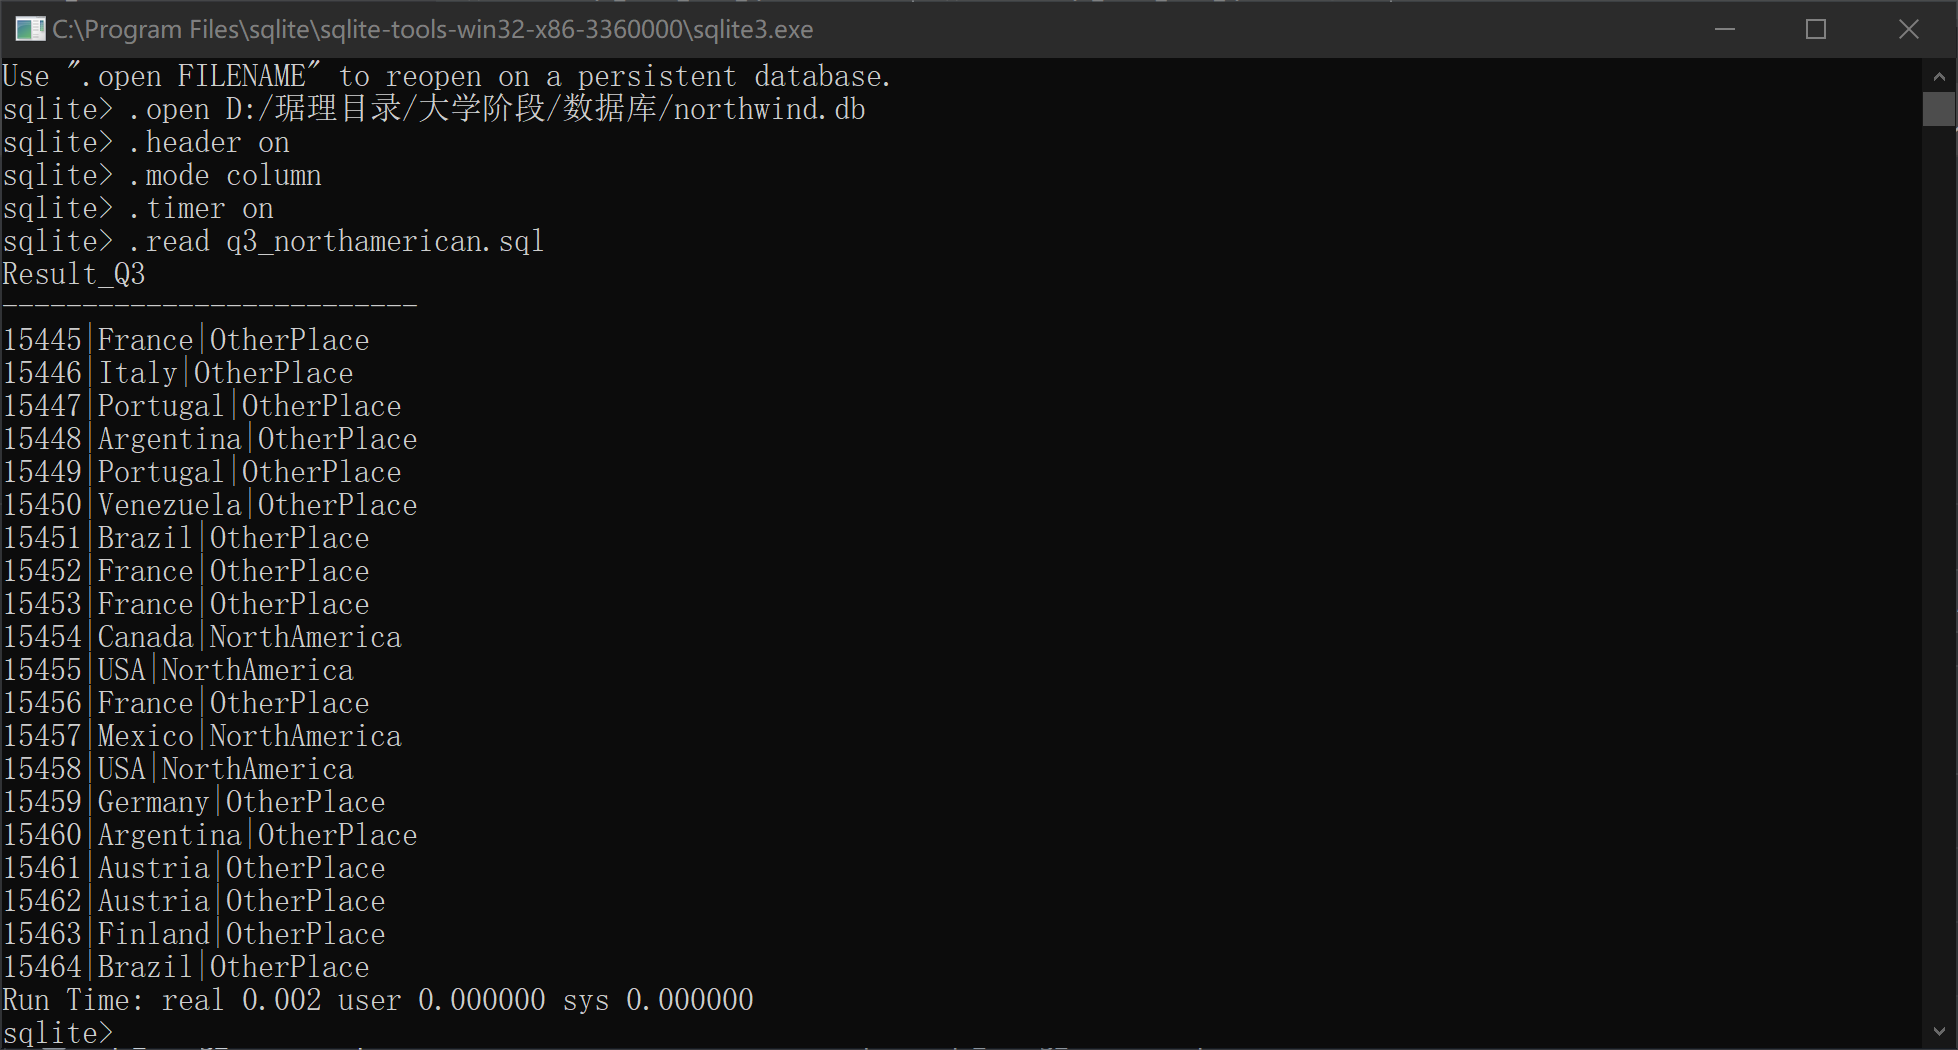 C:\Program Files\sqlite\sqlite-tools-win32-x86-3360000\sqlite3.exe
Use ".open FILENAME" to reopen on a persistent database.
sqlite> .open D:/琚理目录/大学阶段/数据库/northwind.db
sqlite> .header on
sqlite> .mode column
sqlite> .timer on
sqlite> .read q3_northamerican.sql
Result_Q3
--------------------------
15445|France|OtherPlace
15446|Italy|OtherPlace
15447|Portugal|OtherPlace
15448|Argentina|OtherPlace
15449|Portugal|OtherPlace
15450|Venezuela|OtherPlace
15451|Brazil|OtherPlace
15452|France|OtherPlace
15453|France|OtherPlace
15454|Canada|NorthAmerica
15455|USA|NorthAmerica
15456|France|OtherPlace
15457|Mexico|NorthAmerica
15458|USA|NorthAmerica
15459|Germany|OtherPlace
15460|Argentina|OtherPlace
15461|Austria|OtherPlace
15462|Austria|OtherPlace
15463|Finland|OtherPlace
15464|Brazil|OtherPlace
Run Time: real 0.002 user 0.000000 sys 0.000000
sqlite>